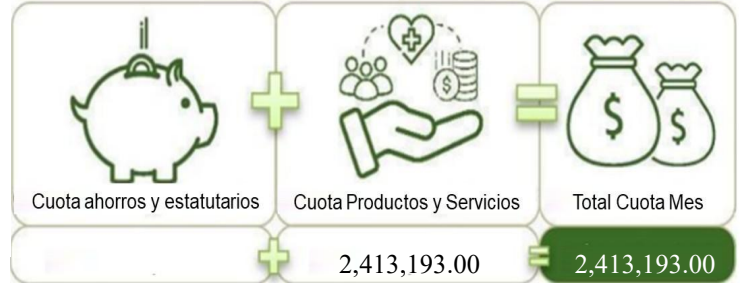 Cuota ahorros y estatutarios
Cuota Productos y Servicios
Total Cuota Mes
2,413,193.00
2,413,193.00